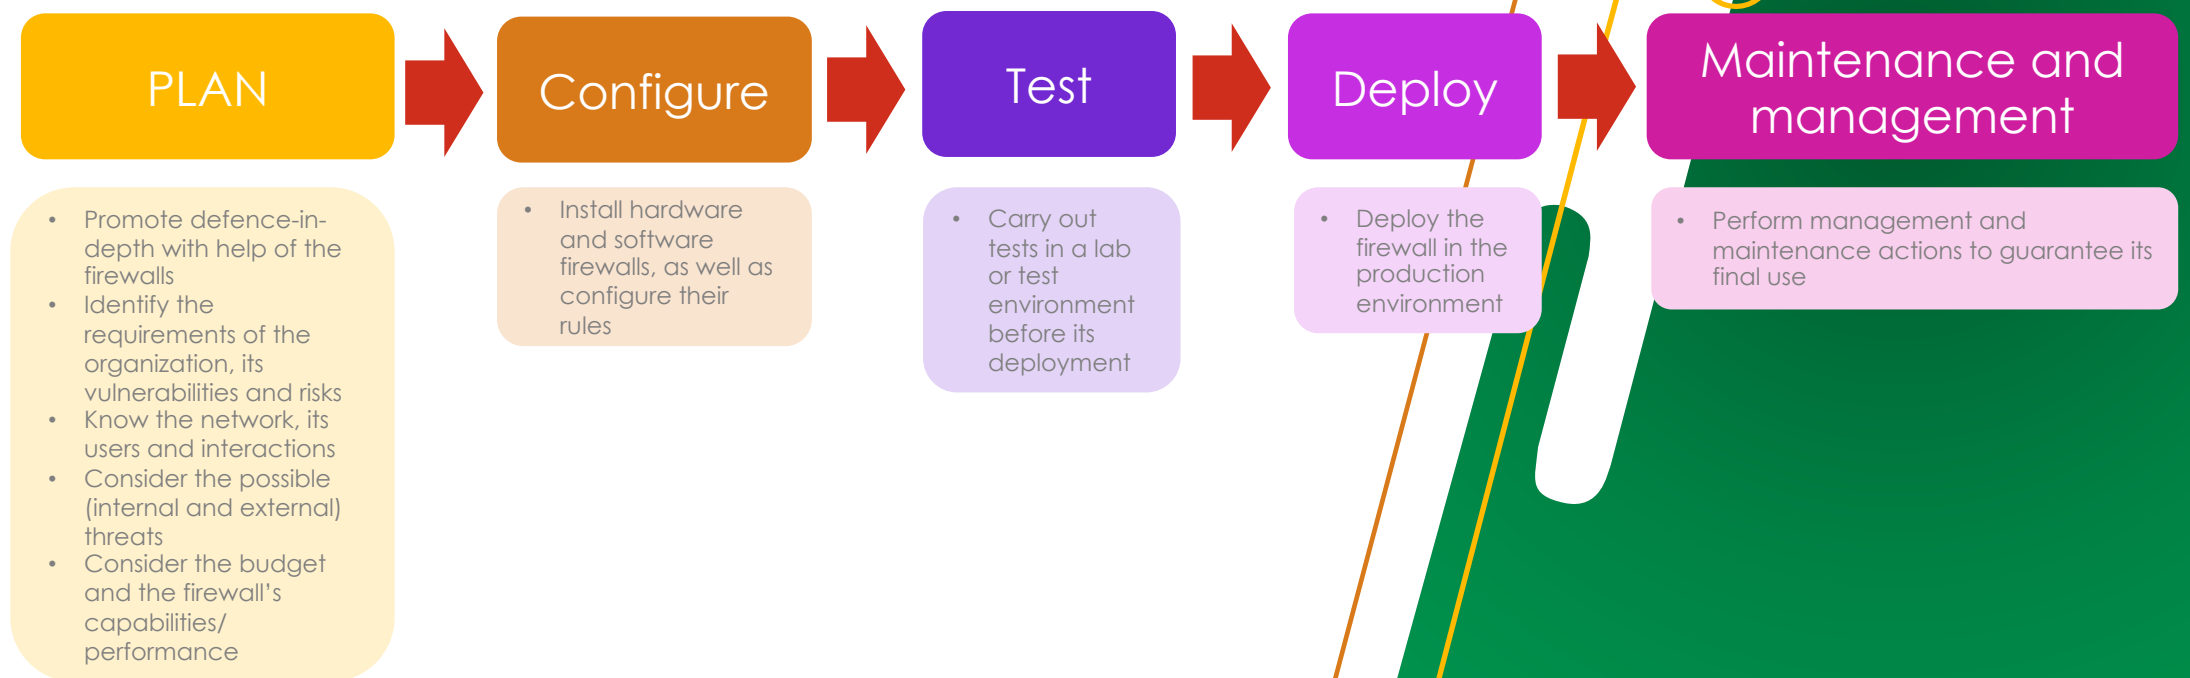 PLAN
• Promote defence-in-
depth with help of the
firewalls
• Identify the
requirements of the
organization, its
vulnerabilities and risks
• Know the network, its
users and interactions
• Consider the possible
(internal and external)
threats
• Consider the budget
and the firewall’s
capabilities/
performance
Configure
• Install hardware
and software
firewalls, as well as
configure their
rules
Test
• Carry out
tests in a lab
or test
environment
before its
deployment
Deploy
• Deploy the
firewall in the
production
environment
Maintenance and
management
• Perform management and
maintenance actions to guarantee its
final use